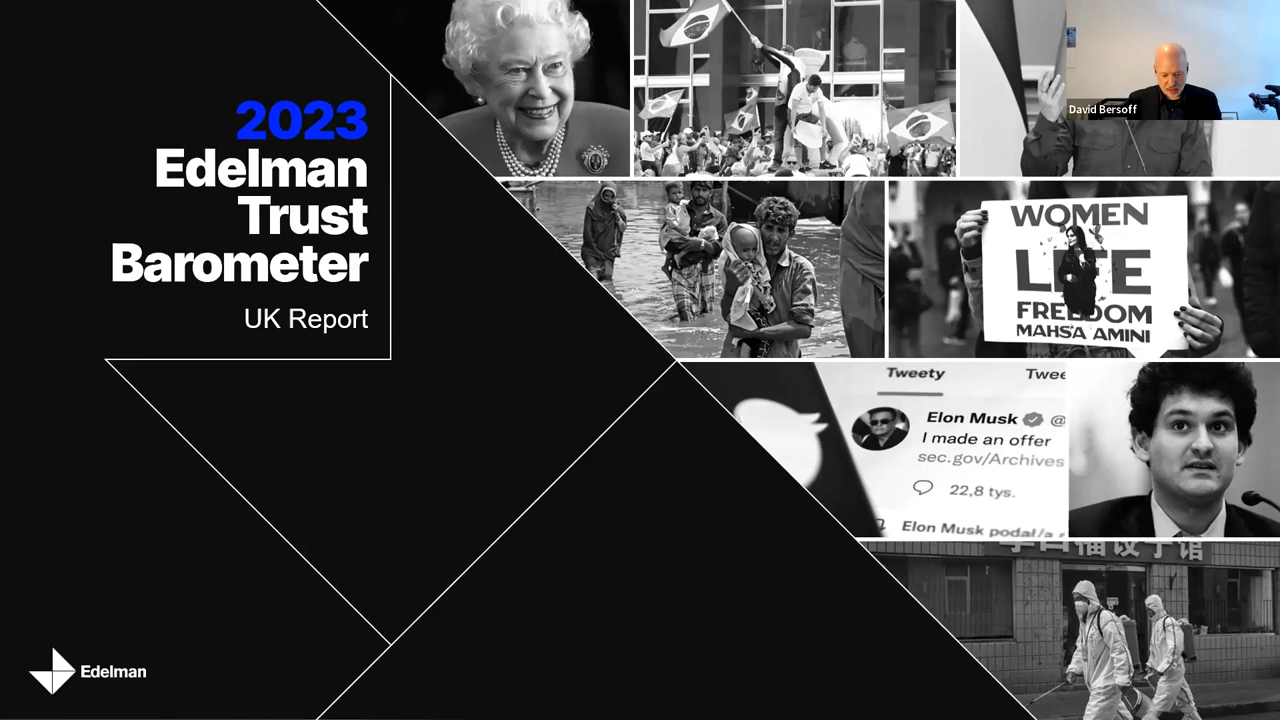 2023
Edelman
Trust
Barometer
UK Report
David Bersoff
WOMEN
LIFE
FREEDOM
MAHSA AMINI
Tweety
Elon Musk @
I made an offer
sec.gov/Archives
22,8 tys.
Elon Musk podal/a
Edelman